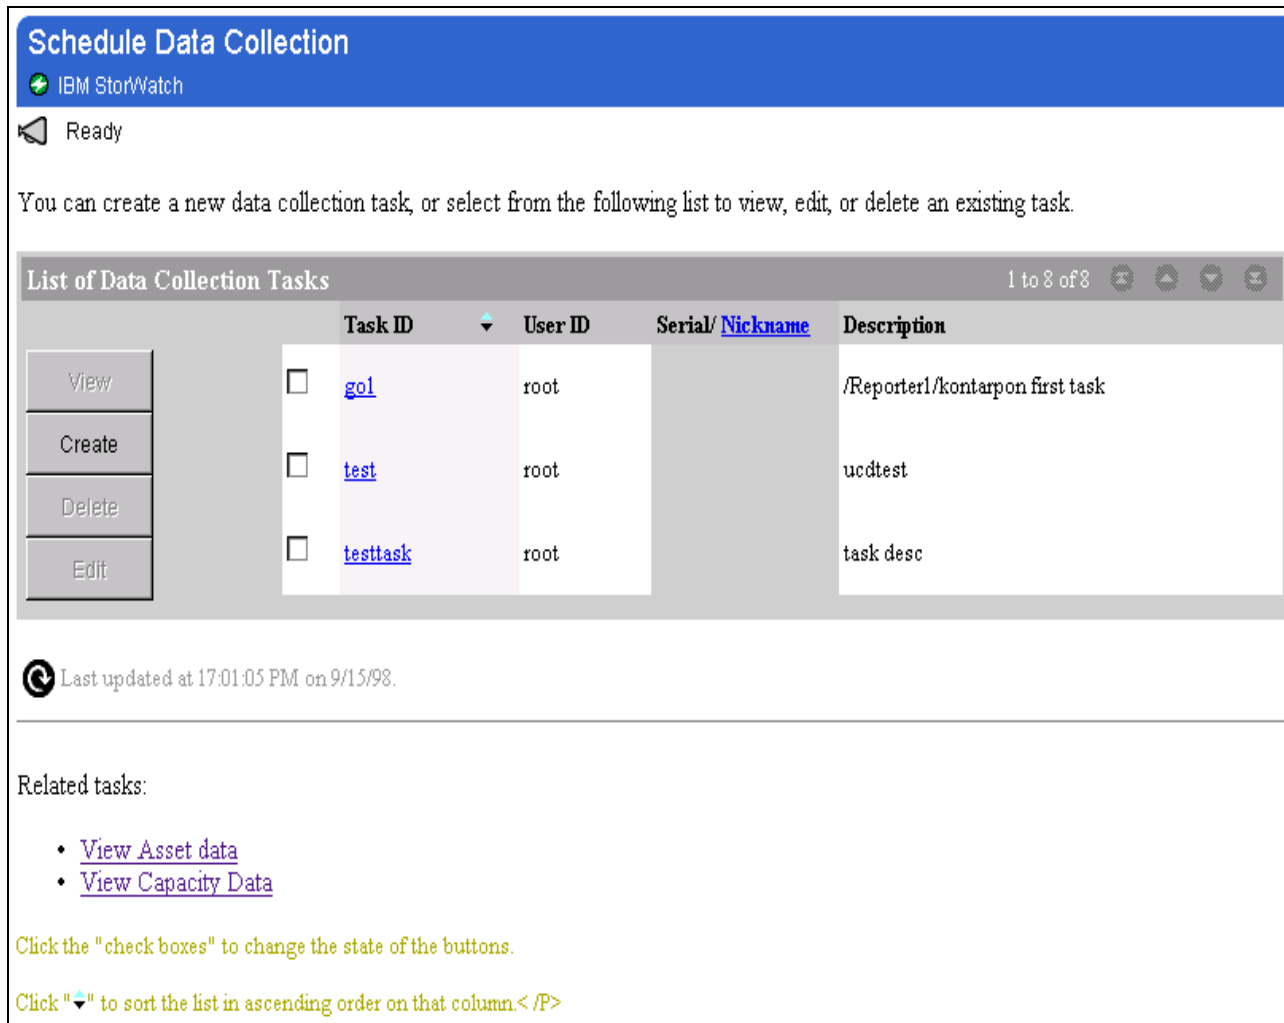 Schedule Data Collection
IBM StorWatch
Ready
You can create a new data collection task, or select from the following list to view, edit, or delete an existing task.
List of Data Collection Tasks 1 to 8 of 8
Task ID User ID Serial/ Nickname Description
View go1 root /Reporter1/kontarpon first task
Create
test root ucdtest
Delete
testtask root task desc
Edit
Last updated at 17:01:05 PM on 9/15/98.
Related tasks:
• View Asset data
• View Capacity Data
Click the "check boxes" to change the state of the buttons.
Click "" to sort the list in ascending order on that column.< /P>